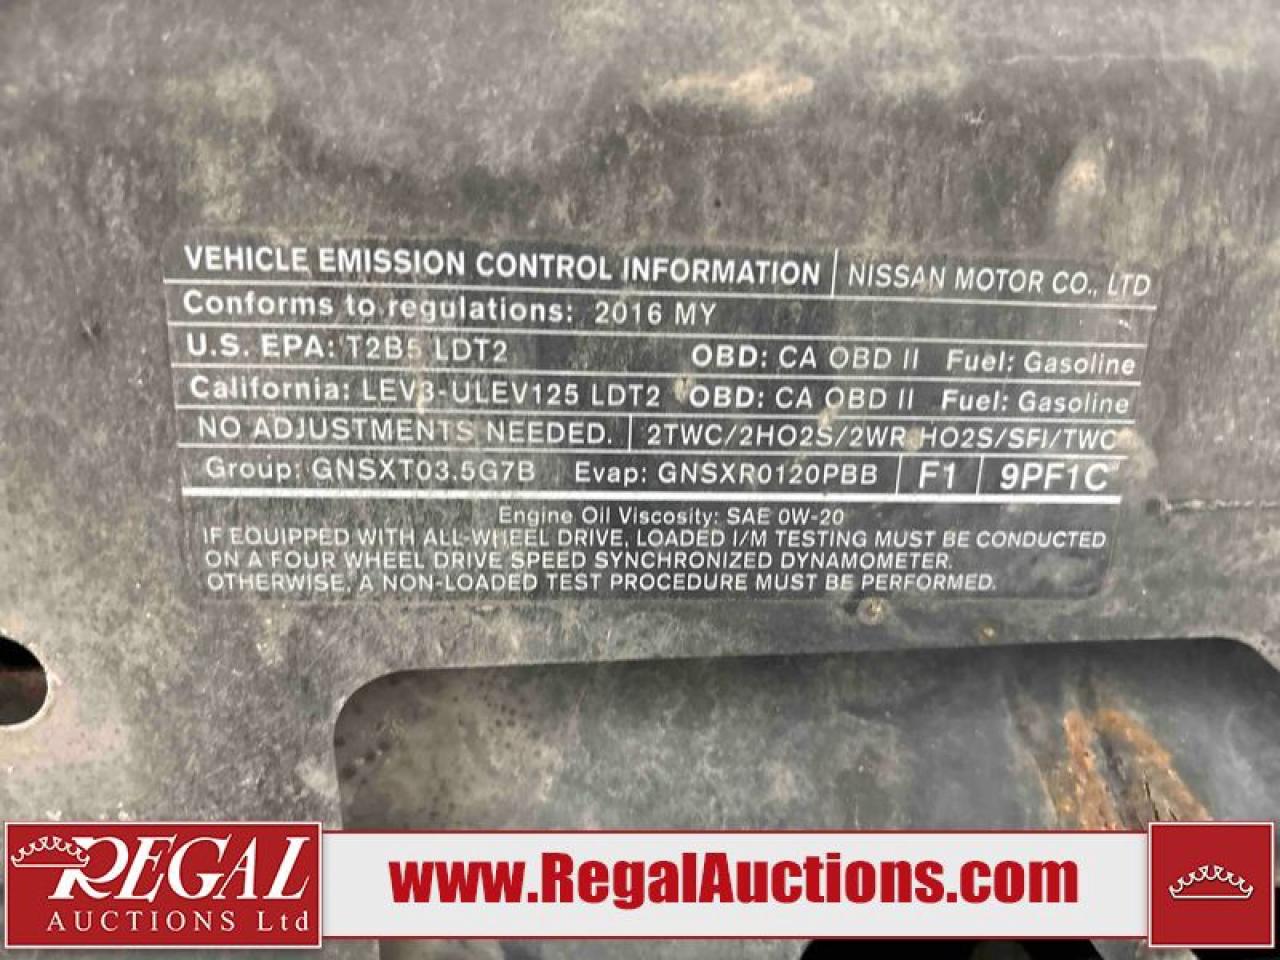 VEHICLE EMISSION CONTROL INFORMATION NISSAN MOTOR CO., LTD
Conforms to regulations: 2016 MY
U.S. EPA: T2B5 LDT2 OBD: CA OBD II Fuel: Gasoline
California: LEV3-ULEV125 LDT2 OBD: CA OBD II Fuel: Gasoline
NO ADJUSTMENTS NEEDED. 2TWC/2HO2S/2WR HO2S/SFI/TWC
Group: GNSXT03.5G7B Evap: GNSXR0120PBB F1 9PF1C
Engine Oil Viscosity: SAE 0W-20
IF EQUIPPED WITH ALL-WHEEL DRIVE, LOADED I/M TESTING MUST BE CONDUCTED
ON A FOUR WHEEL DRIVE SPEED SYNCHRONIZED DYNAMOMETER.
OTHERWISE, A NON-LOADED TEST PROCEDURE MUST BE PERFORMED.
REGAL
AUCTIONS Ltd
www.RegalAuctions.com